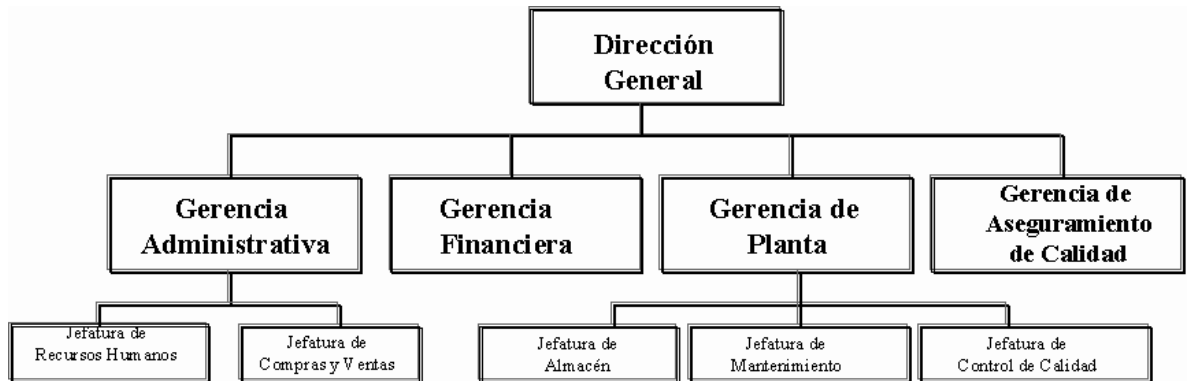 Dirección
General
Gerencia
Administrativa
Gerencia
Financiera
Gerencia de
Planta
Gerencia de
Aseguramiento
de Calidad
Jefatura de
Recursos Humanos
Jefatura de
Compras y Ventas
Jefatura de
Almacén
Jefatura de
Mantenimiento
Jefatura de
Control de Calidad